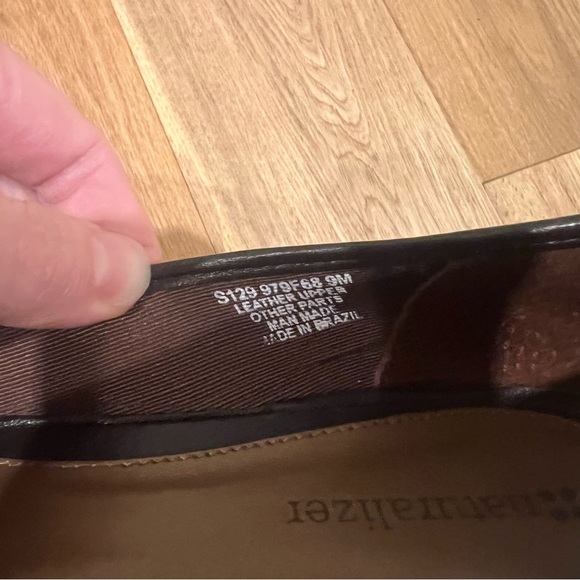 S129 979F68 9M
LEATHER UPPER
OTHER PARTS
MAN MADE
MADE IN BRAZIL
naturalizer